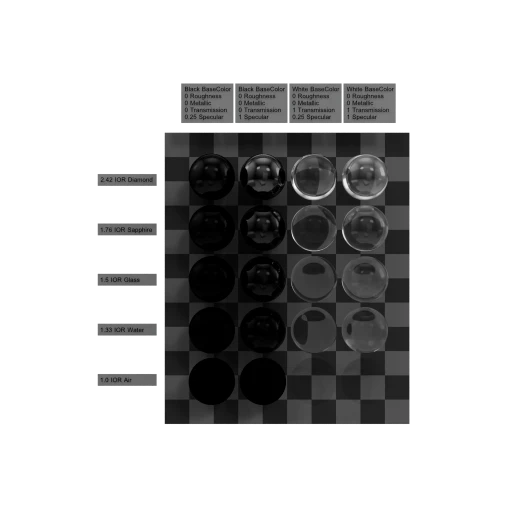 Black BaseColor
0 Roughness
0 Metallic
0 Transmission
0.25 Specular
Black BaseColor
0 Roughness
0 Metallic
0 Transmission
1 Specular
White BaseColor
0 Roughness
0 Metallic
1 Transmission
0.25 Specular
White BaseColor
0 Roughness
0 Metallic
1 Transmission
1 Specular
2.42 IOR Diamond
1.76 IOR Sapphire
1.5 IOR Glass
1.33 IOR Water
1.0 IOR Air